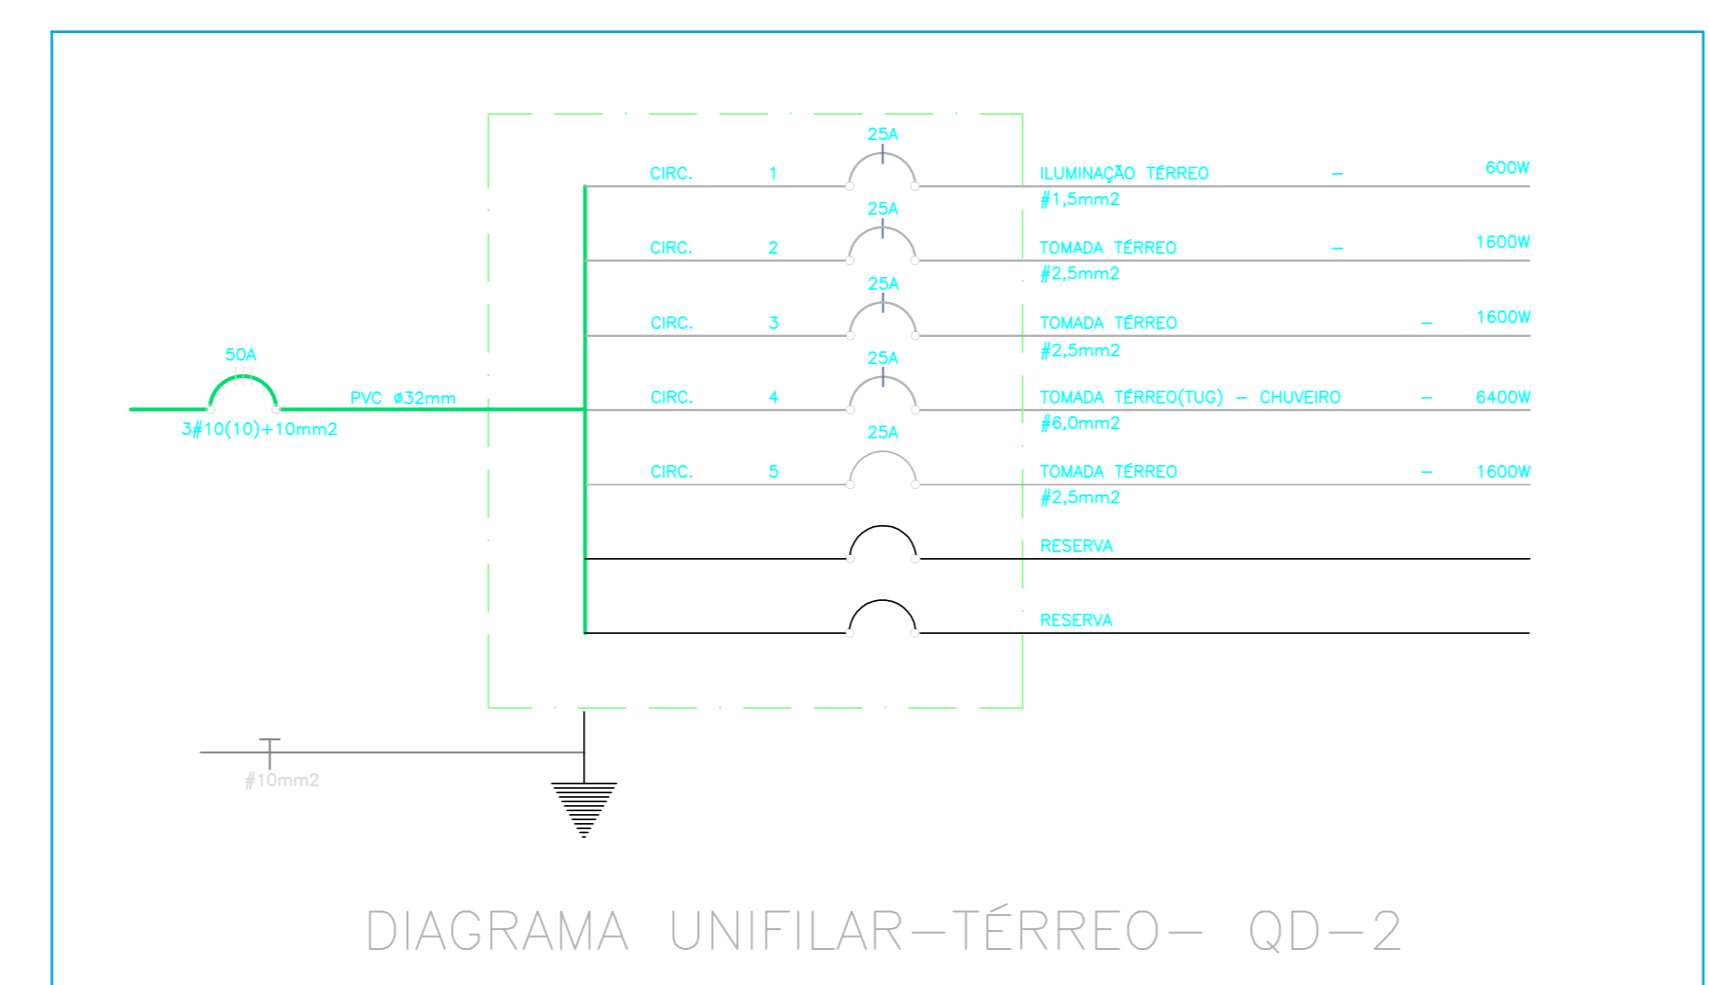 25A
CIRC. 1 ILUMINAÇÃO TÉRREO – 600W
#1,5mm2
25A
CIRC. 2 TOMADA TÉRREO – 1600W
#2,5mm2
25A
CIRC. 3 TOMADA TÉRREO – 1600W
#2,5mm2
50A
PVC ø32mm
3#10(10)+10mm2
25A
CIRC. 4 TOMADA TÉRREO(TUG) – CHUVEIRO – 6400W
#6,0mm2
25A
CIRC. 5 TOMADA TÉRREO – 1600W
#2,5mm2
RESERVA
RESERVA
#10mm2
DIAGRAMA UNIFILAR–TÉRREO– QD–2